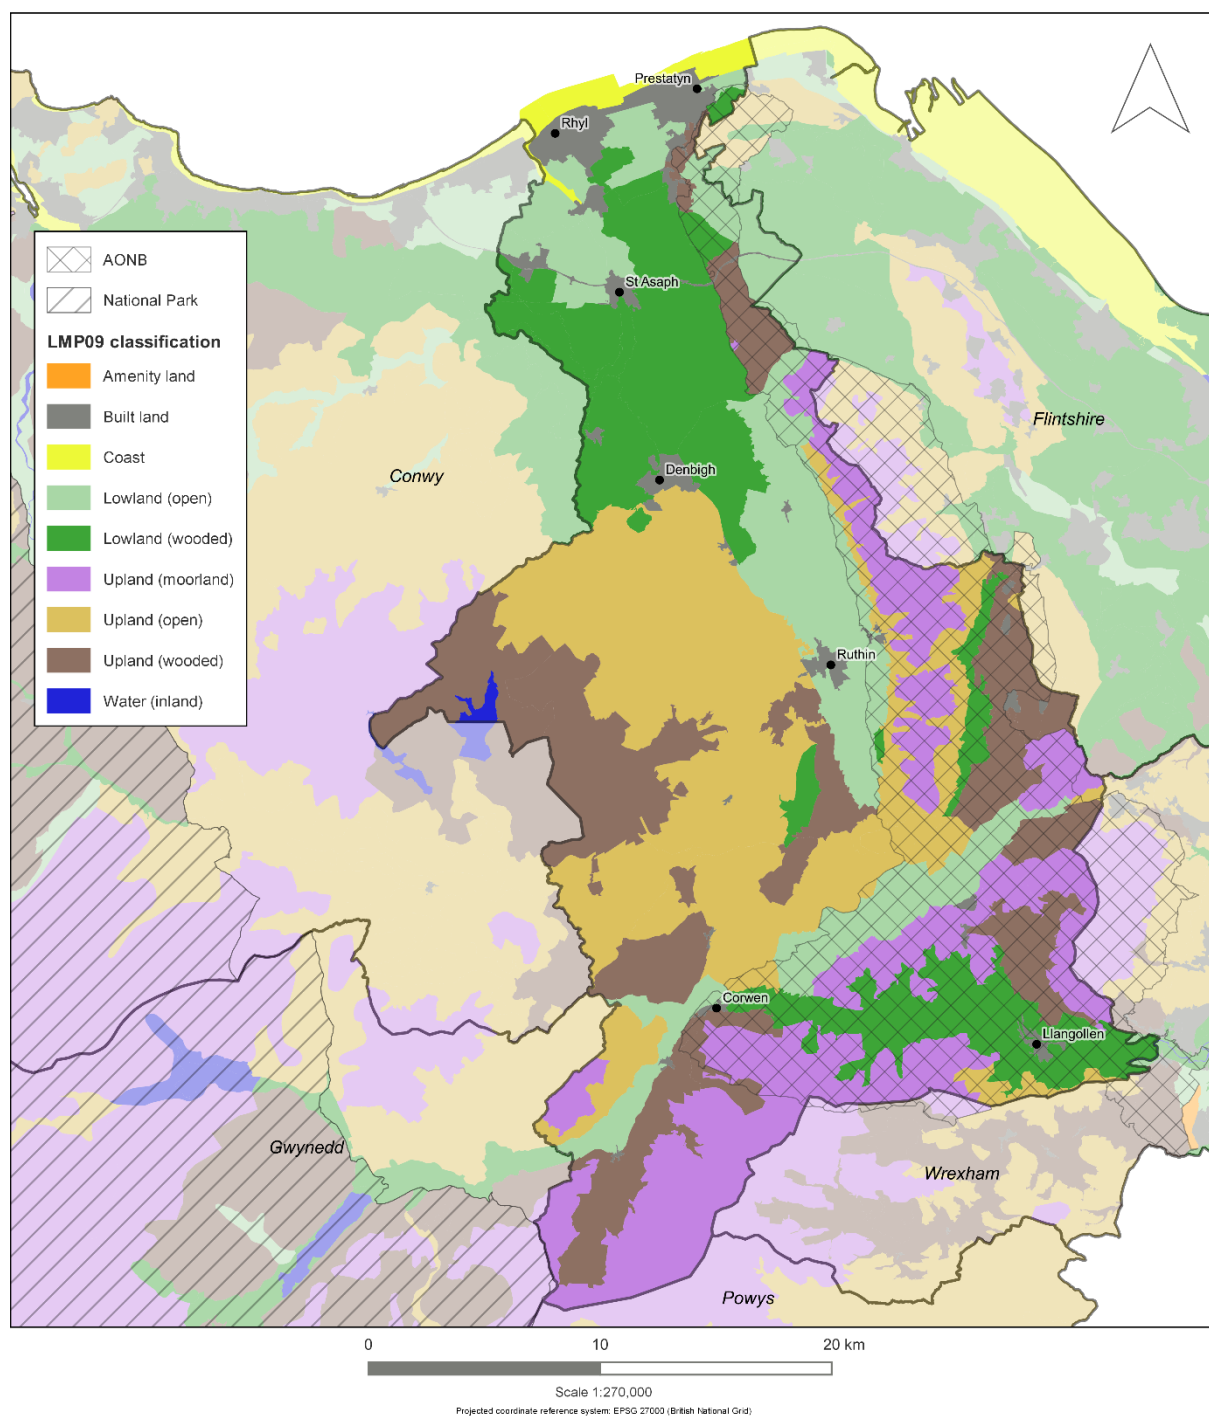 Prestatyn
Rhyl
St Asaph
AONB
National Park
LMP09 classification
Amenity land
Built land
Coast
Lowland (open)
Lowland (wooded)
Upland (moorland)
Upland (open)
Upland (wooded)
Water (inland)
Flintshire
Conwy
Denbigh
Ruthin
Corwen
Llangollen
Gwynedd
Wrexham
Powys
0 10 20 km
Scale 1:270,000
Projected coordinate reference system: EPSG 27000 (British National Grid)